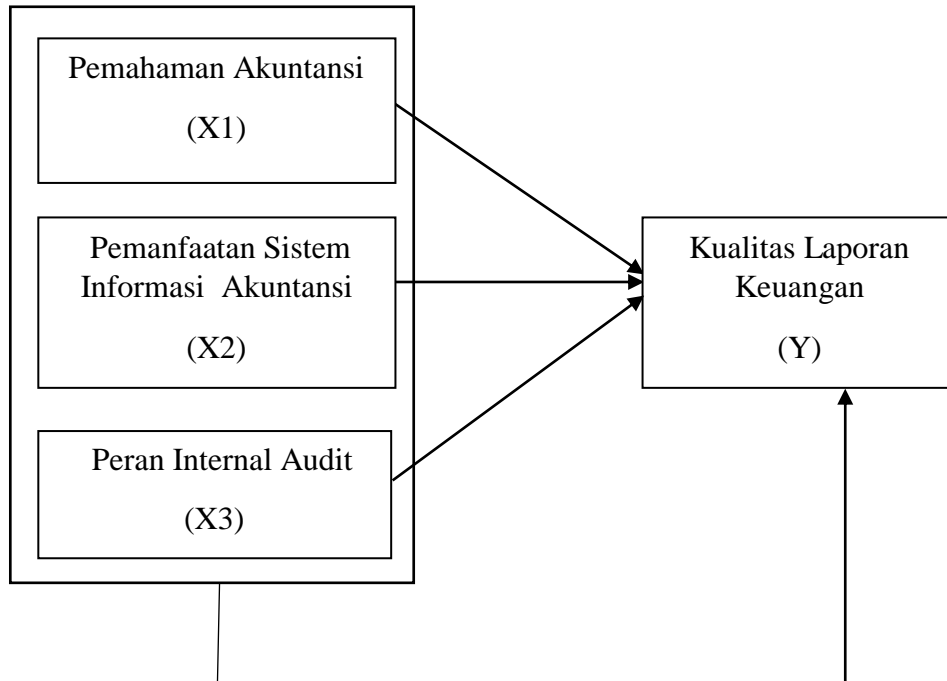 Pemahaman Akuntansi
(X1)
Pemanfaatan Sistem
Informasi Akuntansi
(X2)
Peran Internal Audit
(X3)
Kualitas Laporan
Keuangan
(Y)